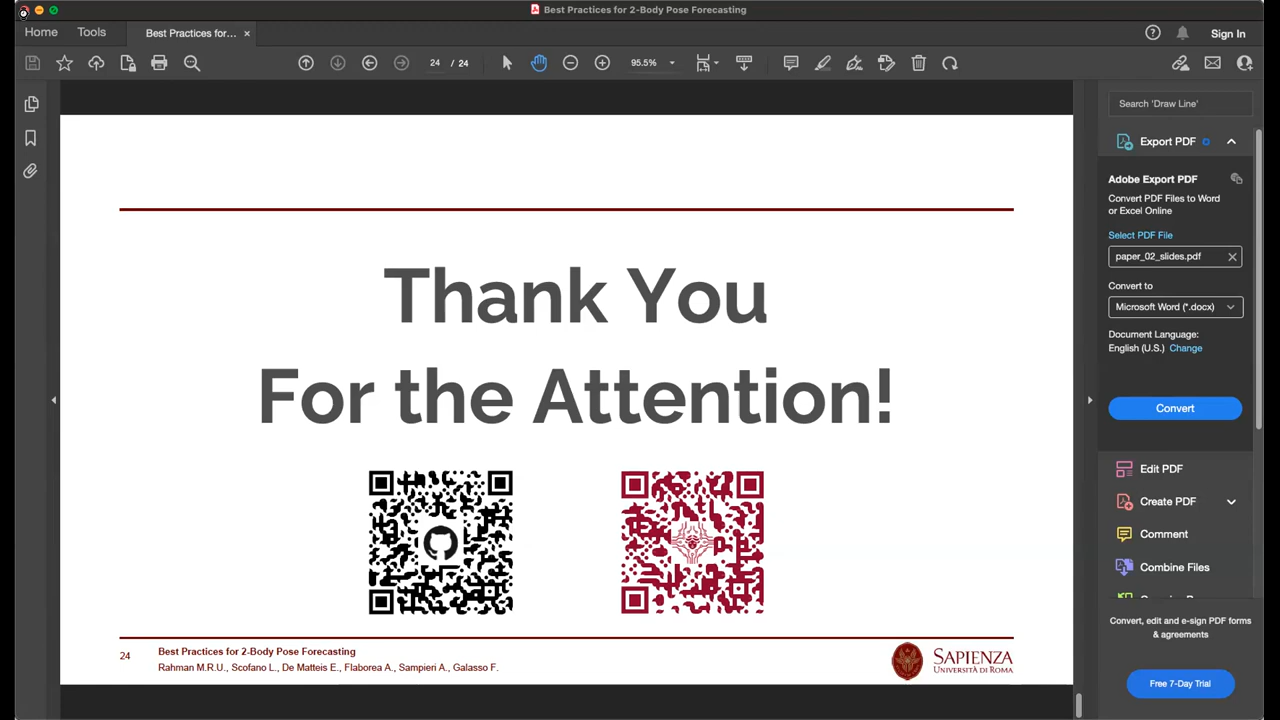 Best Practices for 2-Body Pose Forecasting
Home
Tools
Best Practices for...
Sign In
24 / 24
95.5%
Search 'Draw Line'
Export PDF
Adobe Export PDF
Convert PDF Files to Word
or Excel Online
Select PDF File
paper_02_slides.pdf
Convert to
Microsoft Word (*.docx)
Document Language:
English (U.S.) Change
Convert
Edit PDF
Create PDF
Comment
Combine Files
Convert, edit and e-sign PDF forms
& agreements
Free 7-Day Trial
Thank You
For the Attention!
24
Best Practices for 2-Body Pose Forecasting
Rahman M.R.U., Scofano L., De Matteis E., Flaborea A., Sampieri A., Galasso F.
SAPIENZA
UNIVERSITÀ DI ROMA